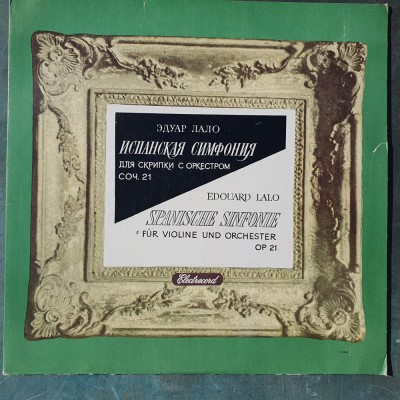 ЭДУАР ЛАЛО
ИСПАНСКАЯ СИМФОНИЯ
ДЛЯ СКРИПКИ С ОРКЕСТРОМ
СОЧ. 21
EDOUARD LALO
SPANISCHE SINFONIE
FÜR VIOLINE UND ORCHESTER
OP 21
Electrecord